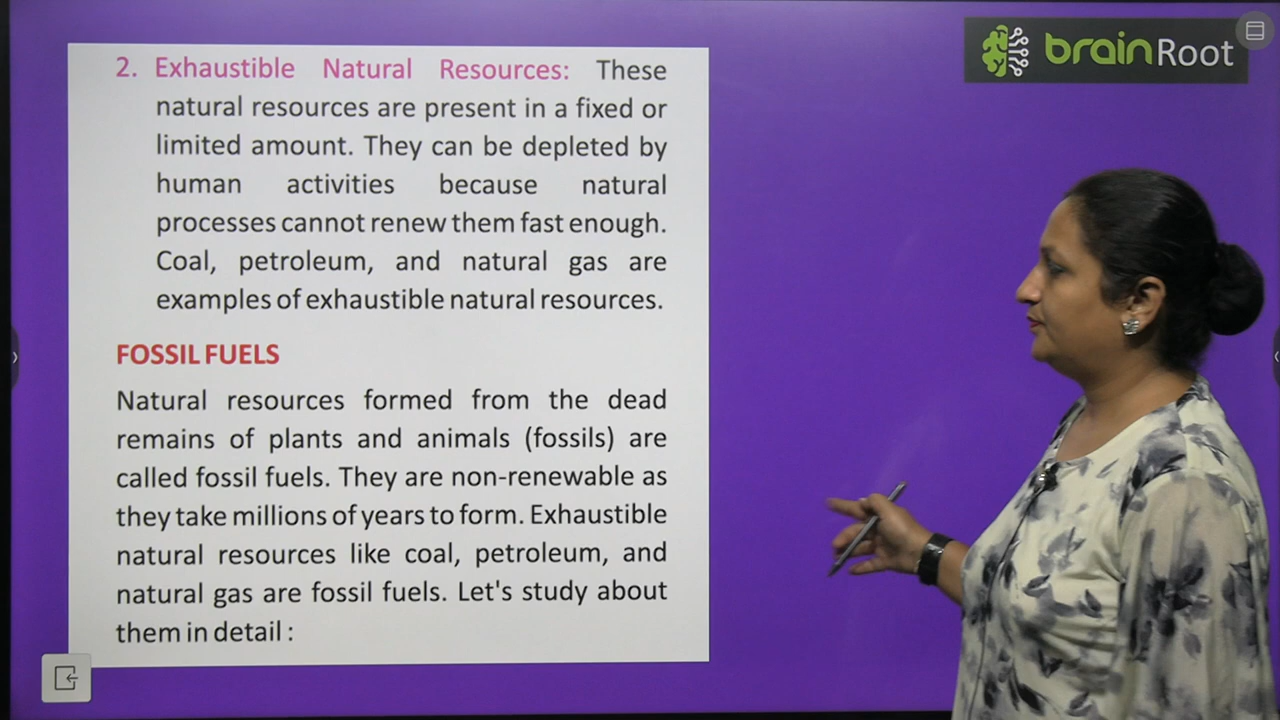 brainRoot
2. Exhaustible Natural Resources: These
natural resources are present in a fixed or
limited amount. They can be depleted by
human activities because natural
processes cannot renew them fast enough.
Coal, petroleum, and natural gas are
examples of exhaustible natural resources.
FOSSIL FUELS
Natural resources formed from the dead
remains of plants and animals (fossils) are
called fossil fuels. They are non-renewable as
they take millions of years to form. Exhaustible
natural resources like coal, petroleum, and
natural gas are fossil fuels. Let's study about
them in detail :